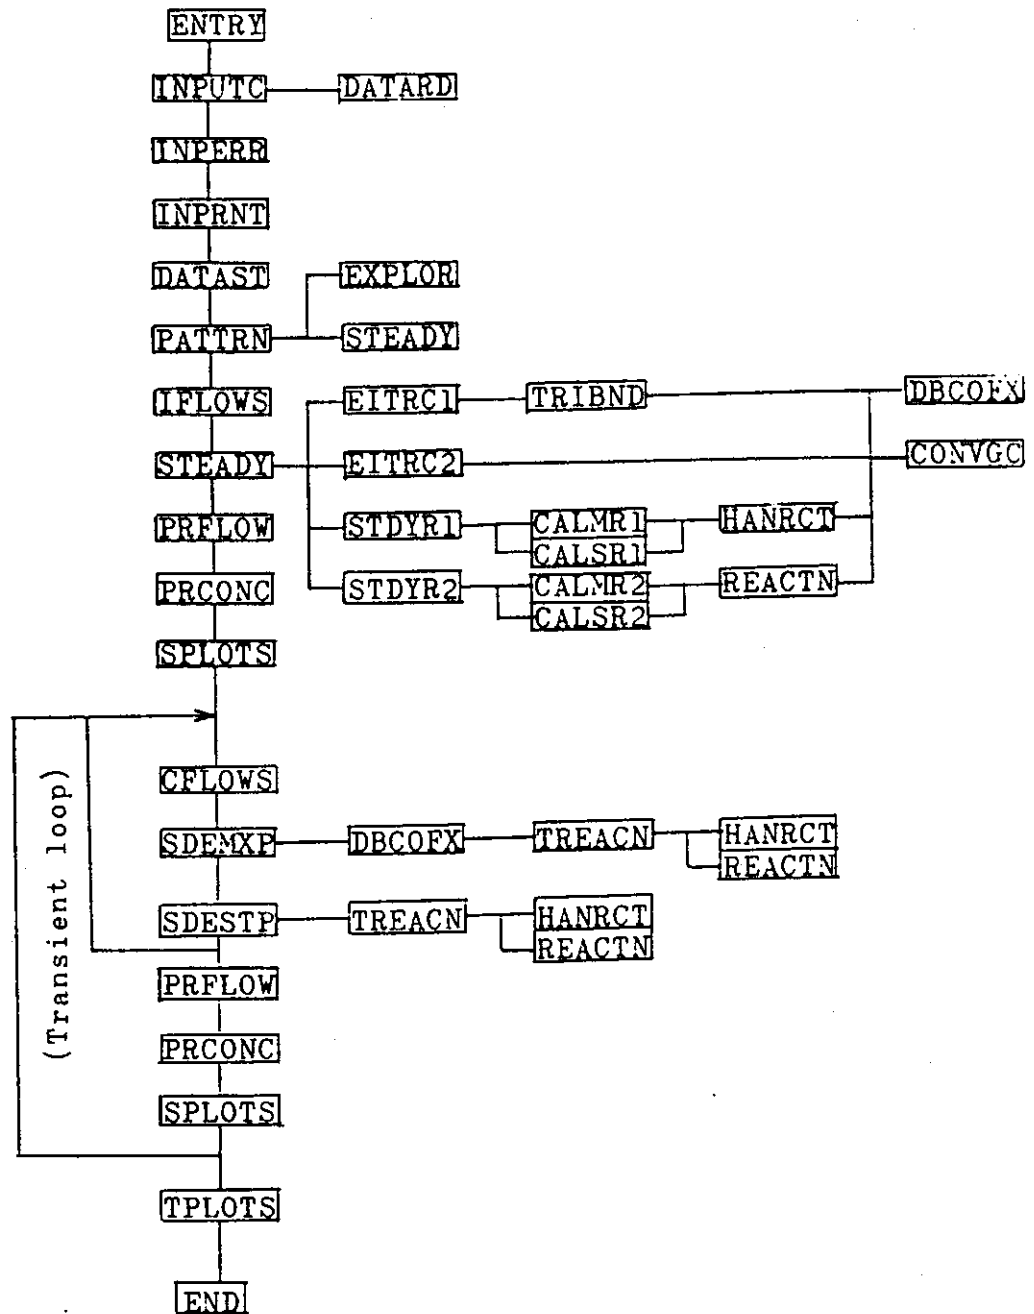 ENTRY
INPUTC DATARD
INPERR
INPRNT
DATAST EXPLOR
PATTRN STEADY
IFLOWS EITRC1 TRIBND DBCOFX
STEADY EITRC2 CONVGC
PRFLOW STDYR1 CALMR1 HANRCT
CALSR1
PRCONC STDYR2 CALMR2 REACTN
CALSR2
SPLOTS
(Transient loop)
CFLOWS
SDEMXP DBCOFX TREACN HANRCT
REACTN
SDESTP TREACN HANRCT
REACTN
PRFLOW
PRCONC
SPLOTS
TPLOTS
END